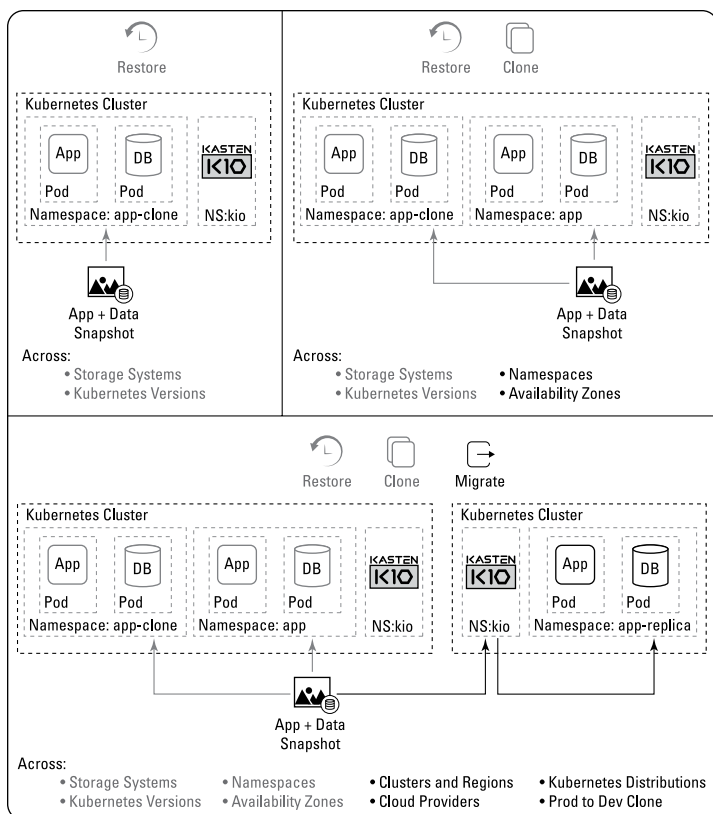 Restore
Kubernetes Cluster
App
DB
Pod
Pod
Namespace: app-clone
KASTEN
K10
NS:kio
App + Data
Snapshot
Across:
• Storage Systems
• Kubernetes Versions
Restore
Clone
Kubernetes Cluster
App
DB
Pod
Pod
Namespace: app-clone
App
DB
Pod
Pod
Namespace: app
KASTEN
K10
NS:kio
App + Data
Snapshot
Across:
• Storage Systems
• Kubernetes Versions
• Namespaces
• Availability Zones
Restore
Clone
Migrate
Kubernetes Cluster
App
DB
Pod
Pod
Namespace: app-clone
App
DB
Pod
Pod
Namespace: app
KASTEN
K10
NS:kio
Kubernetes Cluster
KASTEN
K10
NS:kio
App
DB
Pod
Pod
Namespace: app-replica
App + Data
Snapshot
Across:
• Storage Systems
• Kubernetes Versions
• Namespaces
• Availability Zones
• Clusters and Regions
• Cloud Providers
• Kubernetes Distributions
• Prod to Dev Clone